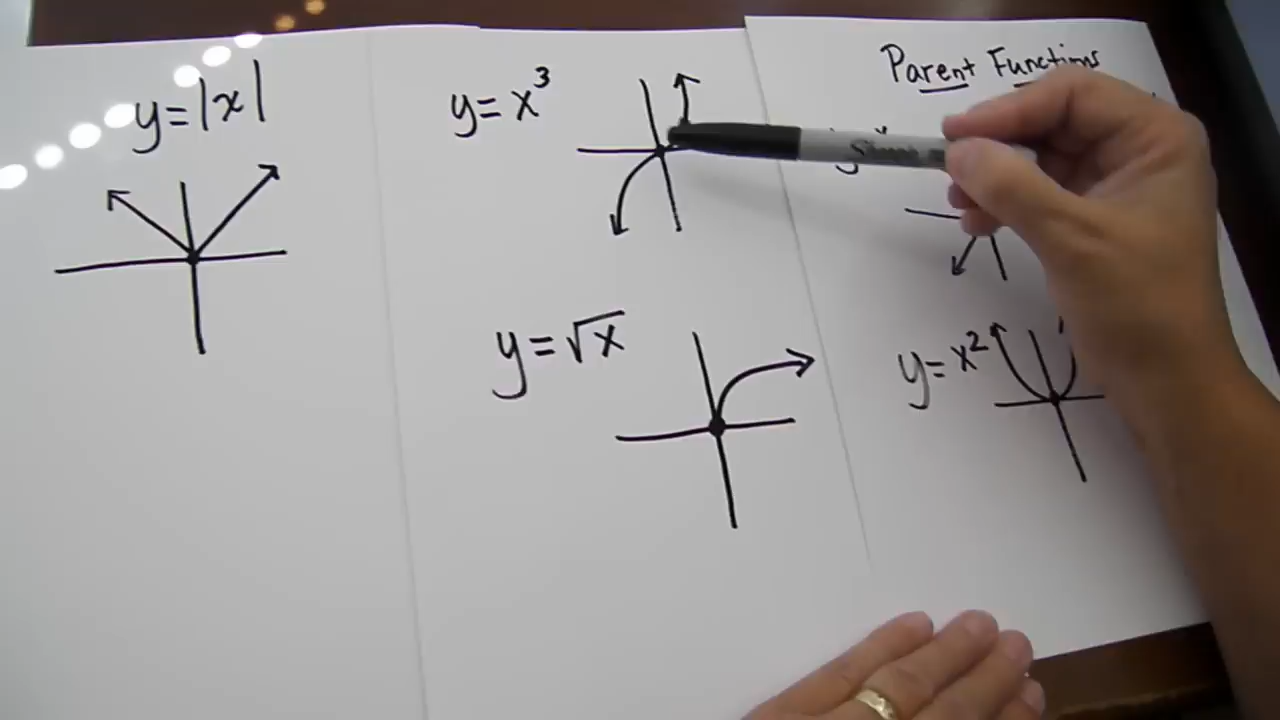 y=|x|
y=x³
y=√x
Parent Functions
y=x²